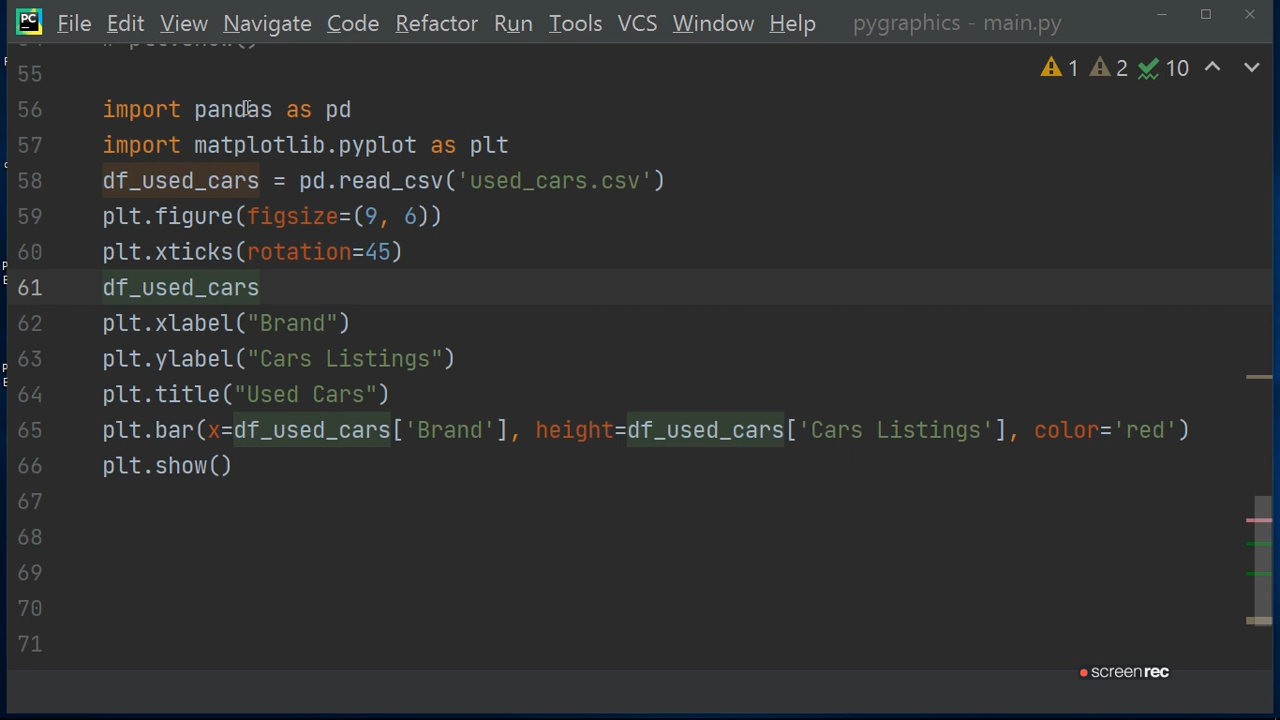 PC File Edit View Navigate Code Refactor Run Tools VCS Window Help pygraphics - main.py
55
1 2 10
56 import pandas as pd
57 import matplotlib.pyplot as plt
58 df_used_cars = pd.read_csv('used_cars.csv')
59 plt.figure(figsize=(9, 6))
60 plt.xticks(rotation=45)
61 df_used_cars
62 plt.xlabel("Brand")
63 plt.ylabel("Cars Listings")
64 plt.title("Used Cars")
65 plt.bar(x=df_used_cars['Brand'], height=df_used_cars['Cars Listings'], color='red')
66 plt.show()
67
68
69
70
71
screenrec